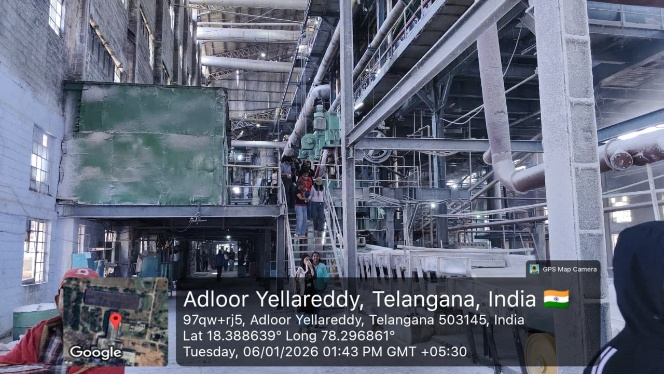 GPS Map Camera
Adloor Yellareddy, Telangana, India 🇮🇳
97qw+rj5, Adloor Yellareddy, Telangana 503145, India
Lat 18.388639° Long 78.296861°
Tuesday, 06/01/2026 01:43 PM GMT +05:30
Google